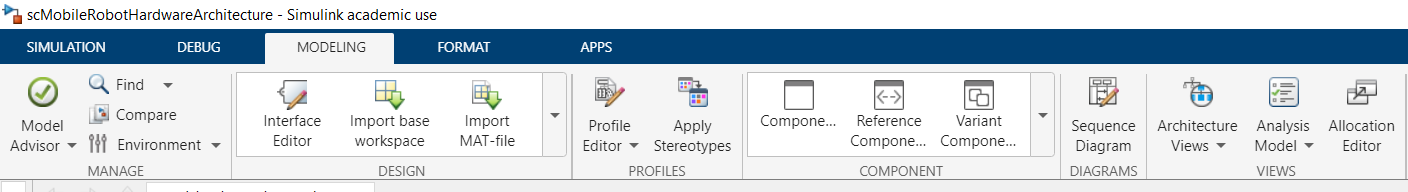 scMobileRobotHardwareArchitecture - Simulink academic use
SIMULATION
DEBUG
MODELING
FORMAT
APPS
Model
Advisor
Find
Compare
Environment
MANAGE
Interface
Editor
Import base
workspace
Import
MAT-file
DESIGN
Profile
Editor
Apply
Stereotypes
PROFILES
Compone...
Reference
Compone...
Variant
Compone...
COMPONENT
Sequence
Diagram
DIAGRAMS
Architecture
Views
Analysis
Model
Allocation
Editor
VIEWS